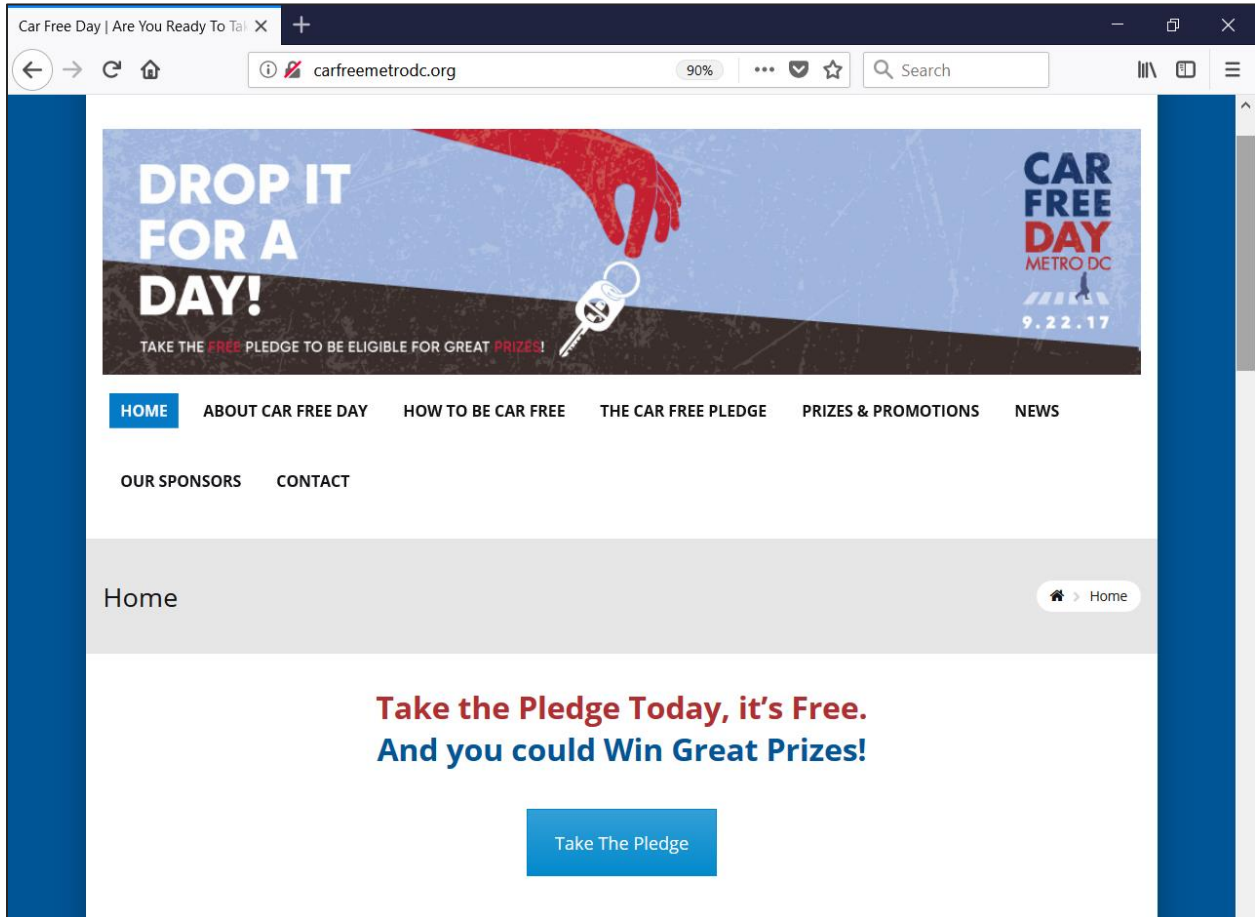 Car Free Day | Are You Ready To Tak
carfreemetrodc.org
90%
Search
DROP IT
FOR A
DAY!
TAKE THE FREE PLEDGE TO BE ELIGIBLE FOR GREAT PRIZES!
CAR
FREE
DAY
METRO DC
9.22.17
HOME ABOUT CAR FREE DAY HOW TO BE CAR FREE THE CAR FREE PLEDGE PRIZES & PROMOTIONS NEWS
OUR SPONSORS CONTACT
Home
Home
Take the Pledge Today, it's Free.
And you could Win Great Prizes!
Take The Pledge